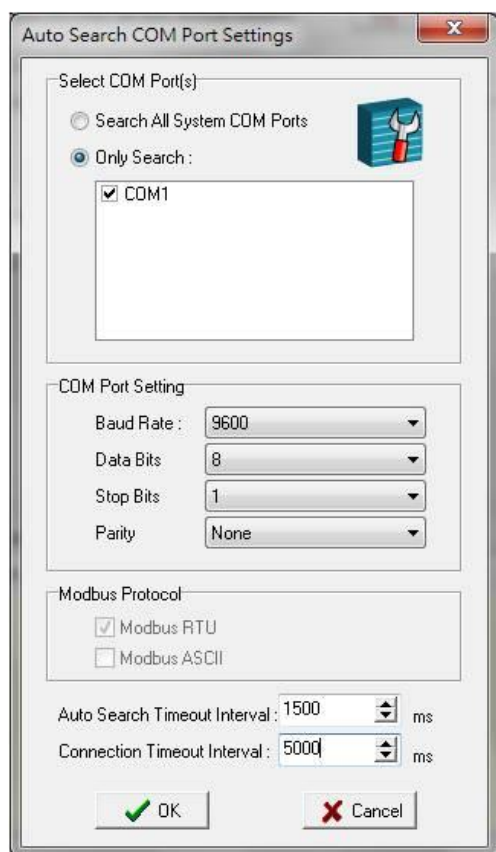 Auto Search COM Port Settings
Select COM Port(s)
Search All System COM Ports
Only Search :
COM1
COM Port Setting
Baud Rate : 9600
Data Bits 8
Stop Bits 1
Parity None
Modbus Protocol
Modbus RTU
Modbus ASCII
Auto Search Timeout Interval : 1500 ms
Connection Timeout Interval : 5000 ms
OK Cancel